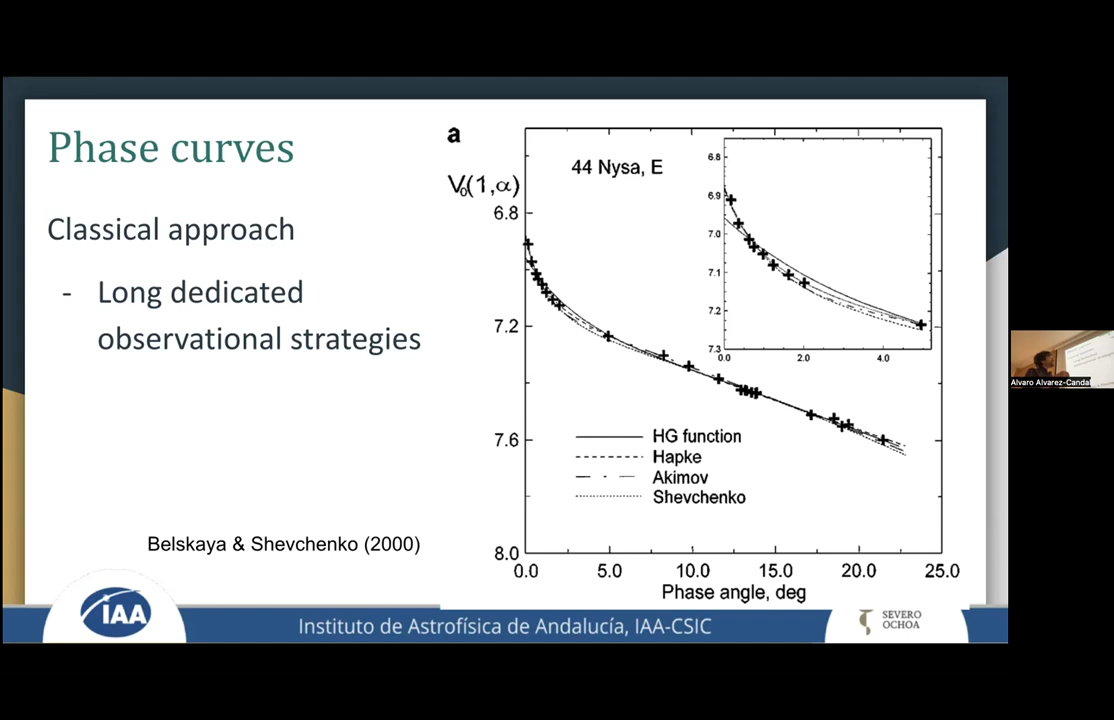 Phase curves
Classical approach
- Long dedicated
observational strategies
Belskaya & Shevchenko (2000)
a
44 Nysa, E
V₀(1,α)
6.8
7.2
7.6
8.0
0.0 5.0 10.0 15.0 20.0 25.0
Phase angle, deg
6.8
6.9
7.0
7.1
7.2
7.3
0.0 2.0 4.0
HG function
Hapke
Akimov
Shevchenko
IAA
Instituto de Astrofísica de Andalucía, IAA-CSIC
SEVERO
OCHOA
Alvaro Alvarez-Candal